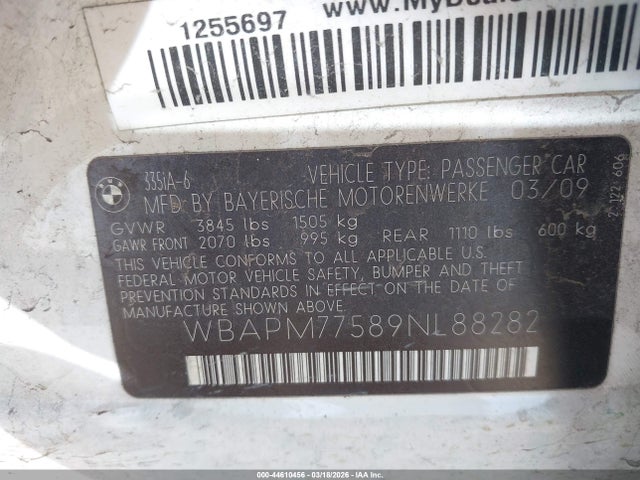 1255697
BMW
335iA-6 VEHICLE TYPE: PASSENGER CAR
MFD BY BAYERISCHE MOTORENWERKE 03/09
GVWR 3845 lbs 1505 kg
GAWR FRONT 2070 lbs 995 kg REAR 1110 lbs 600 kg
THIS VEHICLE CONFORMS TO ALL APPLICABLE U.S.
FEDERAL MOTOR VEHICLE SAFETY, BUMPER AND THEFT
PREVENTION STANDARDS IN EFFECT ON THE DATE OF
MANUFACTURE SHOWN ABOVE.
WBAPM77589NL88282
000-44610456 | 03/18/2026 - IAA Inc.